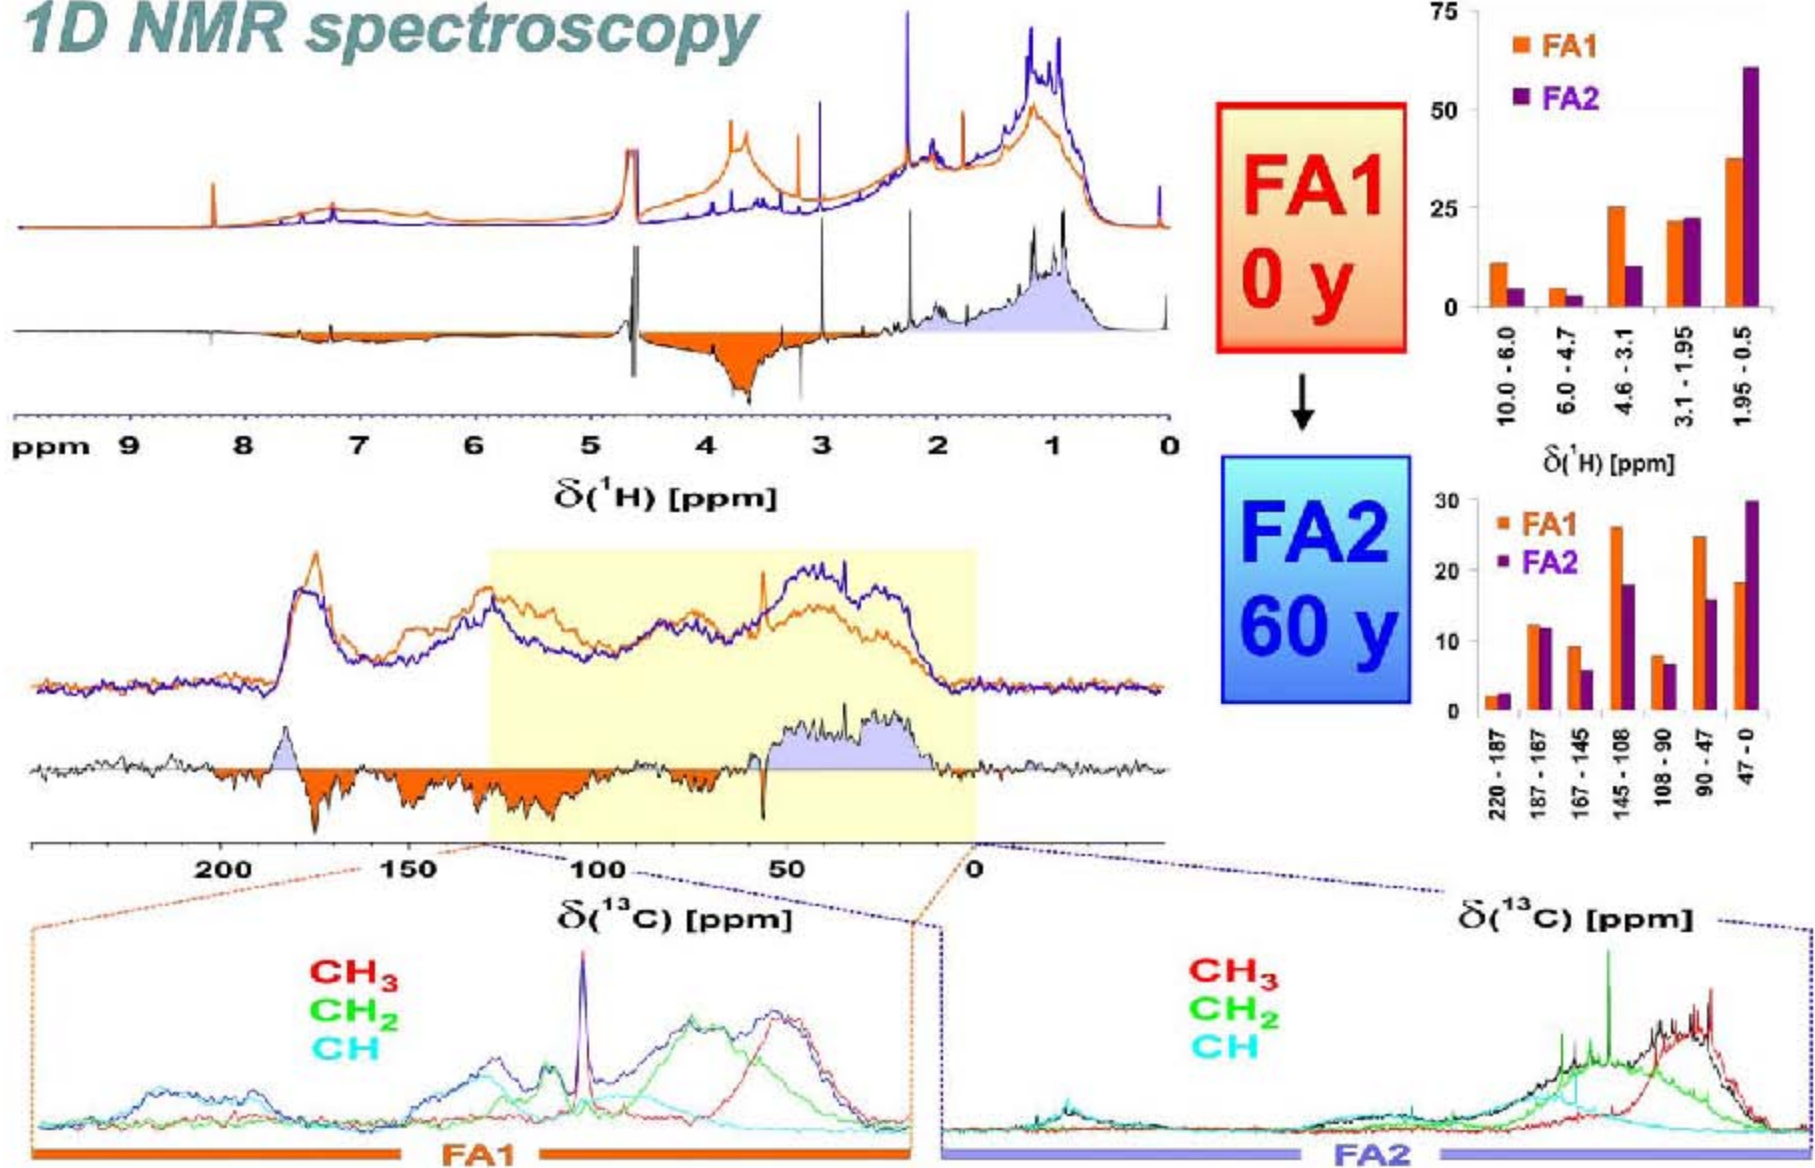 1D NMR spectroscopy
ppm 9 8 7 6 5 4 3 2 1 0
δ(¹H) [ppm]
FA1
0 y
FA2
60 y
75
50
25
0
FA1
FA2
10.0 - 6.0
6.0 - 4.7
4.6 - 3.1
3.1 - 1.95
1.95 - 0.5
δ(¹H) [ppm]
30
20
10
0
FA1
FA2
220 - 187
187 - 167
167 - 145
145 - 108
108 - 90
90 - 47
47 - 0
200 150 100 50 0
δ(¹³C) [ppm]
δ(¹³C) [ppm]
CH₃
CH₂
CH
FA1
CH₃
CH₂
CH
FA2